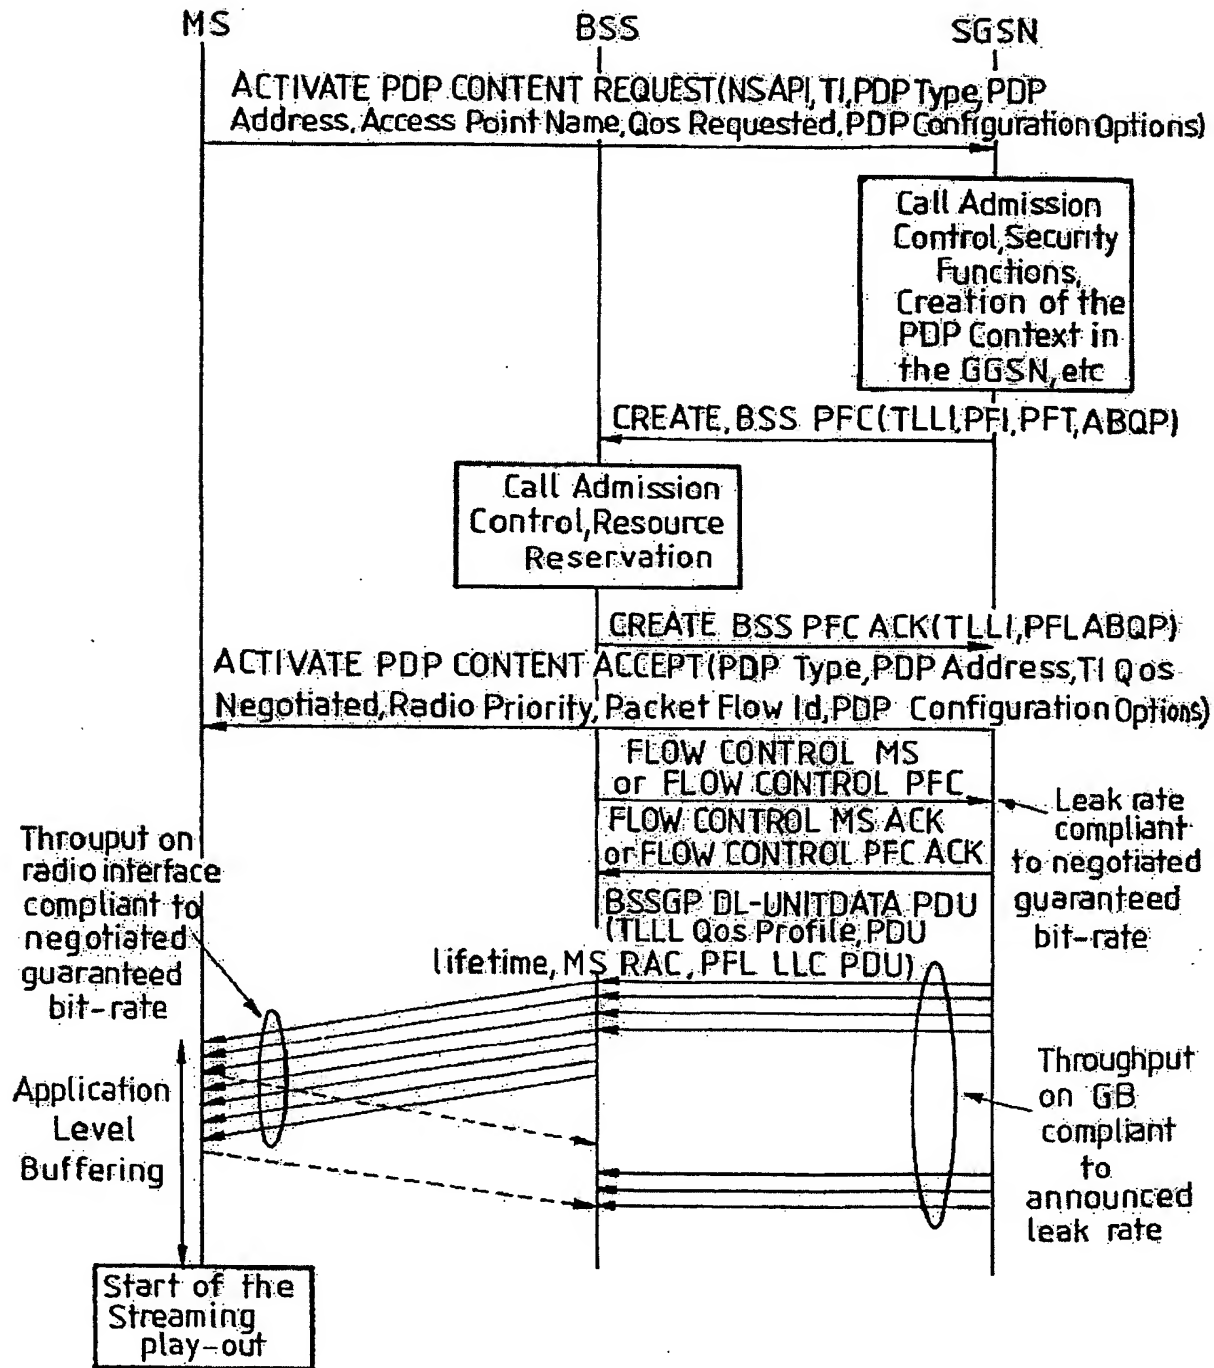 MS BSS SGSN
ACTIVATE PDP CONTENT REQUEST(NSAPI, TI, PDP Type, PDP
Address, Access Point Name, Qos Requested, PDP Configuration Options)
Call Admission
Control, Security
Functions,
Creation of the
PDP Context in
the GGSN, etc
CREATE, BSS PFC(TLLI, PFI, PFT, ABQP)
Call Admission
Control, Resource
Reservation
CREATE BSS PFC ACK(TLLI, PFI, ABQP)
ACTIVATE PDP CONTENT ACCEPT(PDP Type, PDP Address, TI Qos
Negotiated, Radio Priority, Packet Flow Id, PDP Configuration Options)
FLOW CONTROL MS
or FLOW CONTROL PFC
Leak rate
compliant
to negotiated
guaranteed
bit-rate
FLOW CONTROL MS ACK
or FLOW CONTROL PFC ACK
Throuput on
radio interface
compliant to
negotiated
guaranteed
bit-rate
BSSGP DL-UNITDATA PDU
(TLLI, Qos Profile, PDU
lifetime, MS RAC, PFI, LLC PDU)
Application
Level
Buffering
Throughput
on GB
compliant
to
announced
leak rate
Start of the
Streaming
play-out